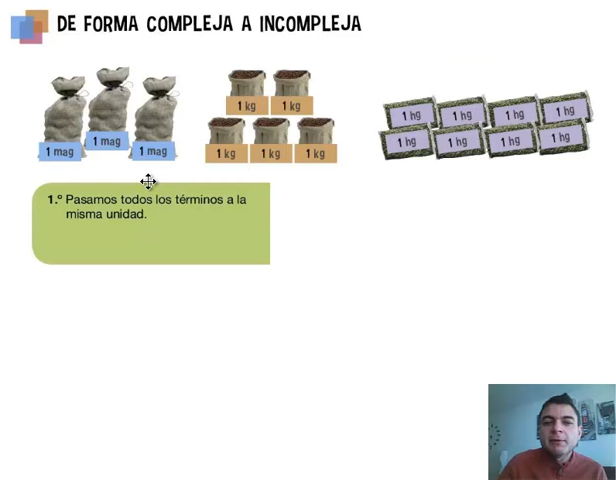 DE FORMA COMPLEJA A INCOMPLEJA
1 mag
1 mag
1 mag
1 kg
1 kg
1 kg
1 kg
1 kg
1 hg
1 hg
1 hg
1 hg
1 hg
1 hg
1 hg
1 hg
1.º Pasamos todos los términos a la
misma unidad.